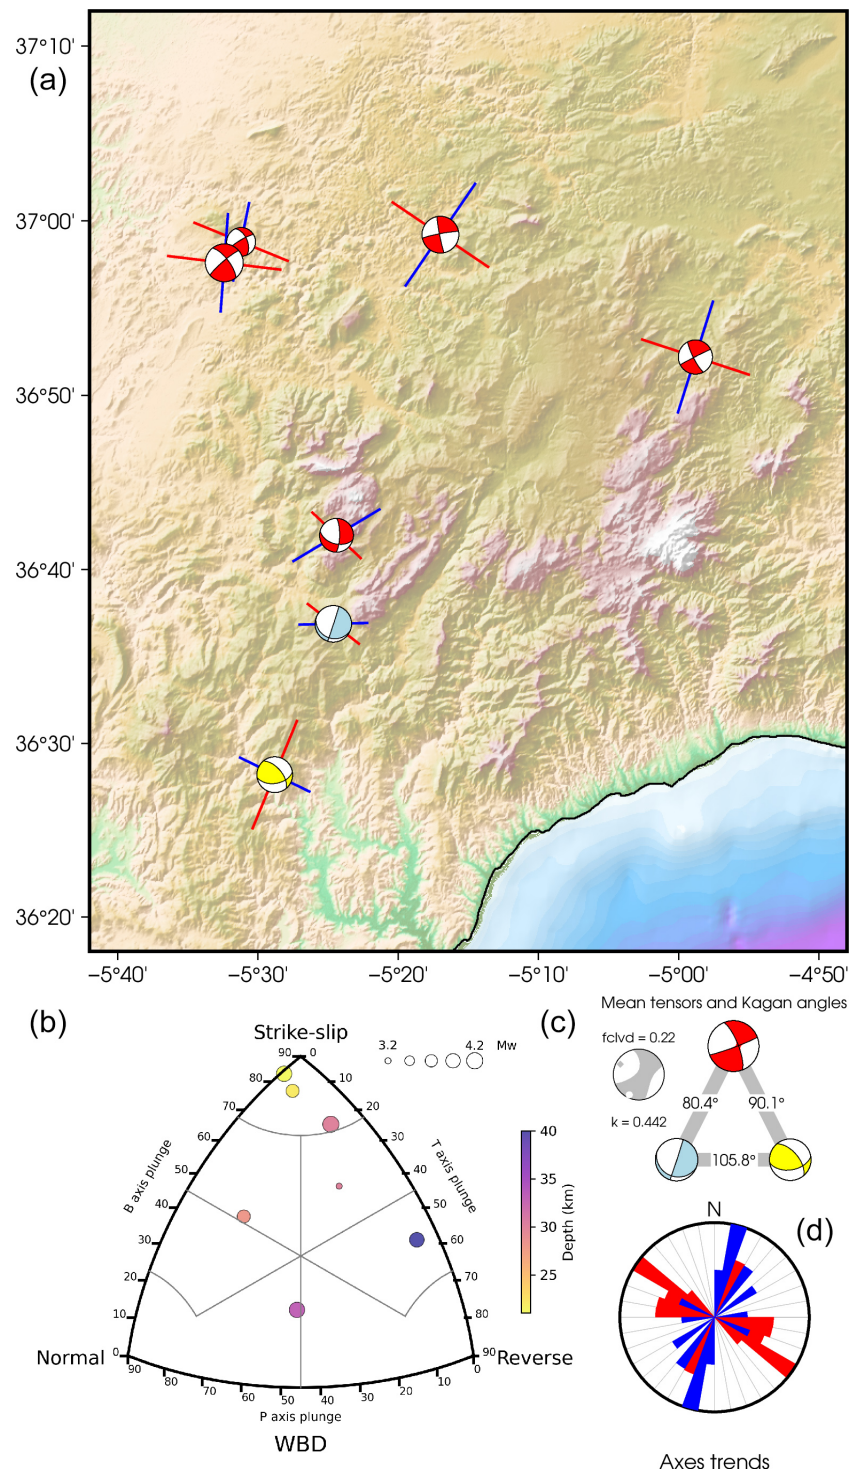 37°10'
(a)
37°00'
36°50'
36°40'
36°30'
36°20'
−5°40'
−5°30'
−5°20'
−5°10'
−5°00'
−4°50'
(b)
Strike-slip
3.2
4.2
Mw
90
80
70
60
50
40
30
20
10
0
B axis plunge
0
10
20
30
40
50
60
70
80
90
T axis plunge
Normal
Reverse
90
80
70
60
50
40
30
20
10
0
P axis plunge
WBD
40
35
30
25
Depth (km)
(c)
Mean tensors and Kagan angles
fclvd = 0.22
k = 0.442
80.4°
90.1°
105.8°
N
(d)
Axes trends